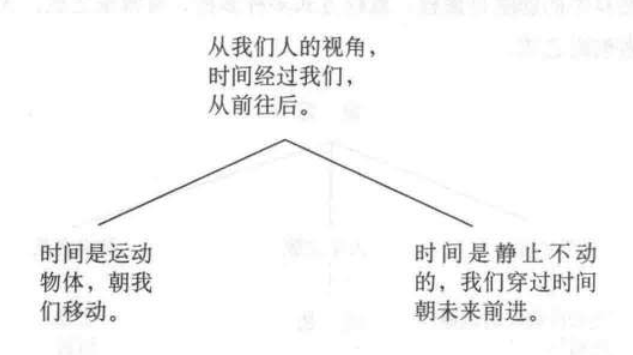 从我们人的视角，
时间经过我们，
从前往后。
时间是运动
物体，朝我
们移动。
时间是静止不动
的，我们穿过时间
朝未来前进。